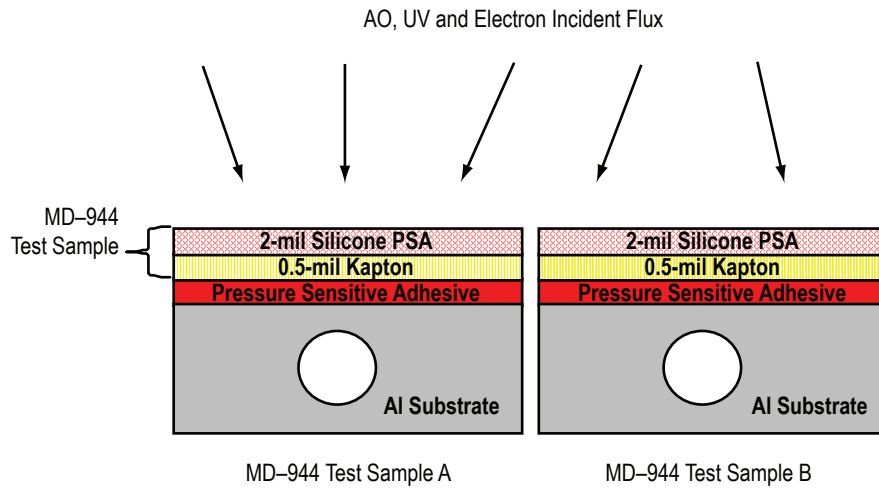 AO, UV and Electron Incident Flux
MD–944
Test Sample
2-mil Silicone PSA
0.5-mil Kapton
Pressure Sensitive Adhesive
Al Substrate
2-mil Silicone PSA
0.5-mil Kapton
Pressure Sensitive Adhesive
Al Substrate
MD–944 Test Sample A
MD–944 Test Sample B